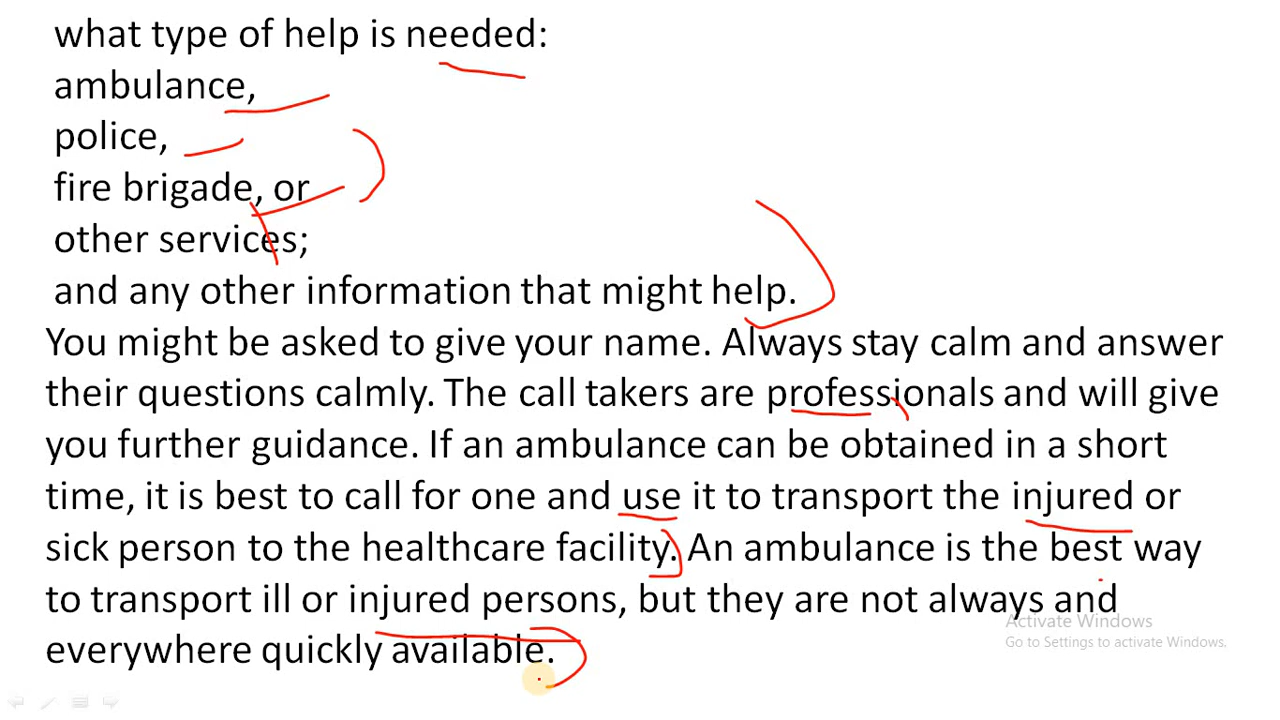 what type of help is needed:
ambulance,
police,
fire brigade, or
other services;
and any other information that might help.
You might be asked to give your name. Always stay calm and answer
their questions calmly. The call takers are professionals and will give
you further guidance. If an ambulance can be obtained in a short
time, it is best to call for one and use it to transport the injured or
sick person to the healthcare facility. An ambulance is the best way
to transport ill or injured persons, but they are not always and
everywhere quickly available.
Activate Windows
Go to Settings to activate Windows.